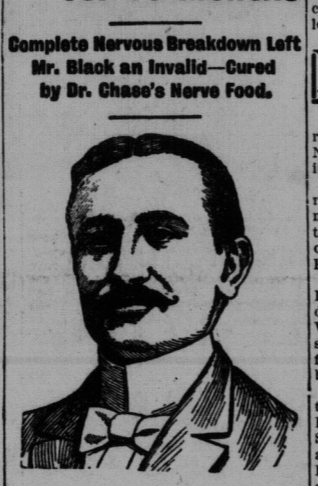 Complete Nervous Breakdown Left
Mr. Black an Invalid—Cured
by Dr. Chase's Nerve Food.